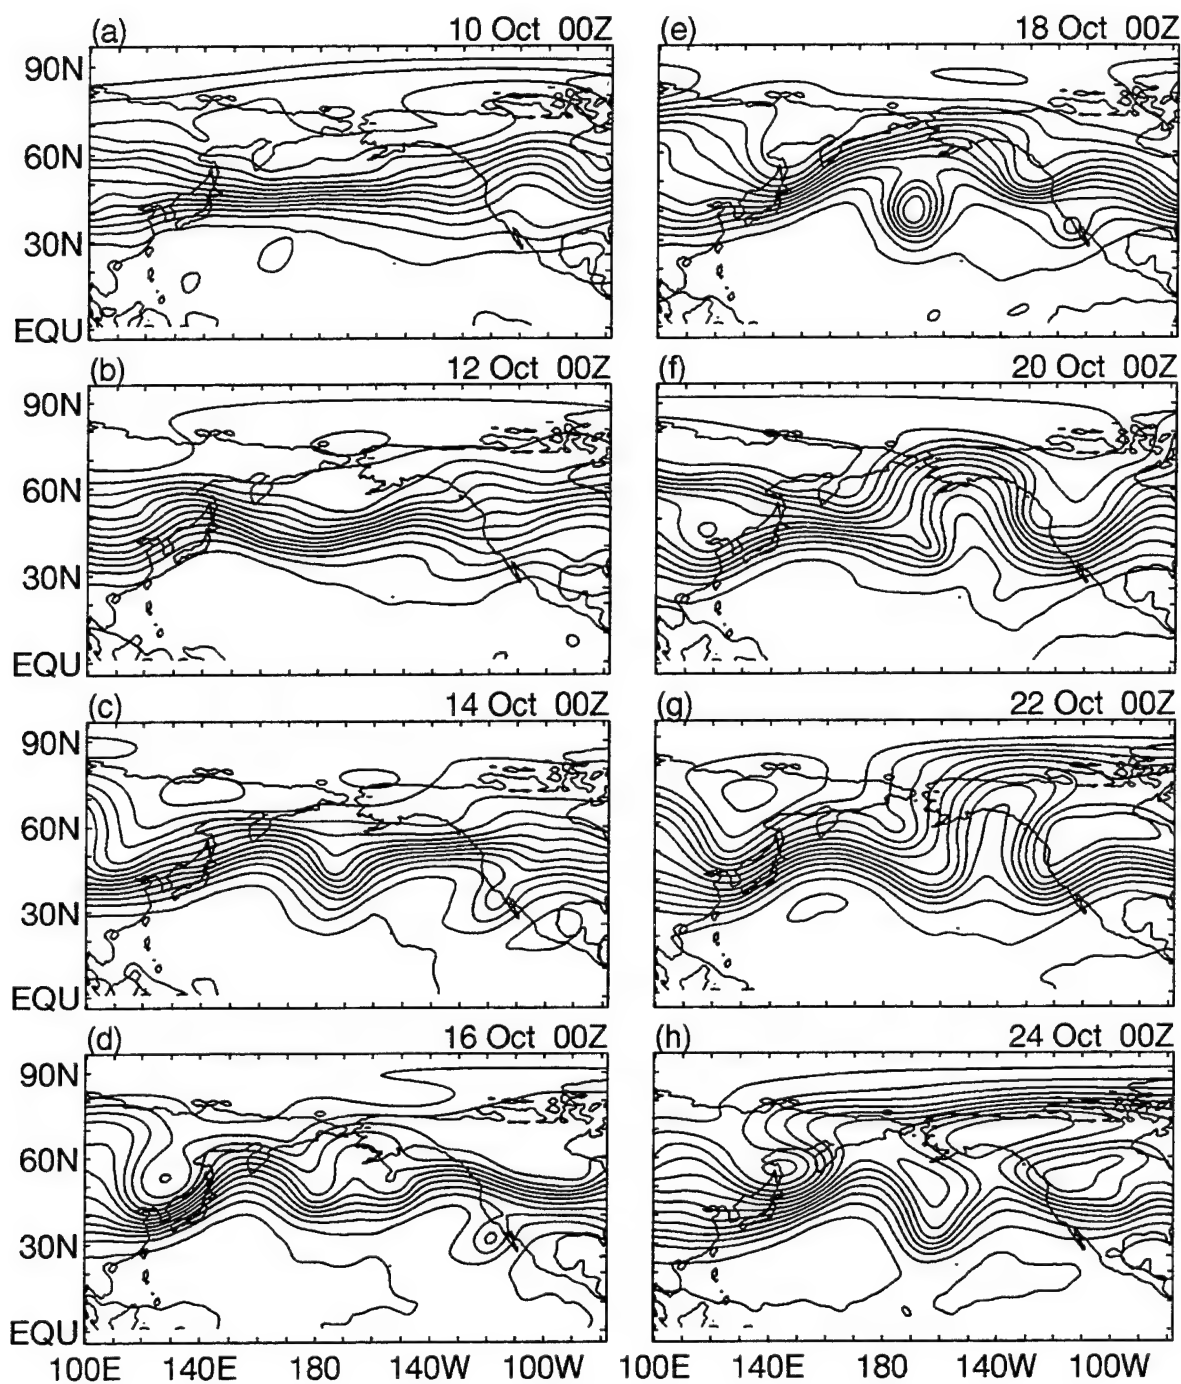 (a) 10 Oct 00Z
90N
60N
30N
EQU
(b) 12 Oct 00Z
90N
60N
30N
EQU
(c) 14 Oct 00Z
90N
60N
30N
EQU
(d) 16 Oct 00Z
90N
60N
30N
EQU
100E 140E 180 140W 100W
(e) 18 Oct 00Z
(f) 20 Oct 00Z
(g) 22 Oct 00Z
(h) 24 Oct 00Z
100E 140E 180 140W 100W